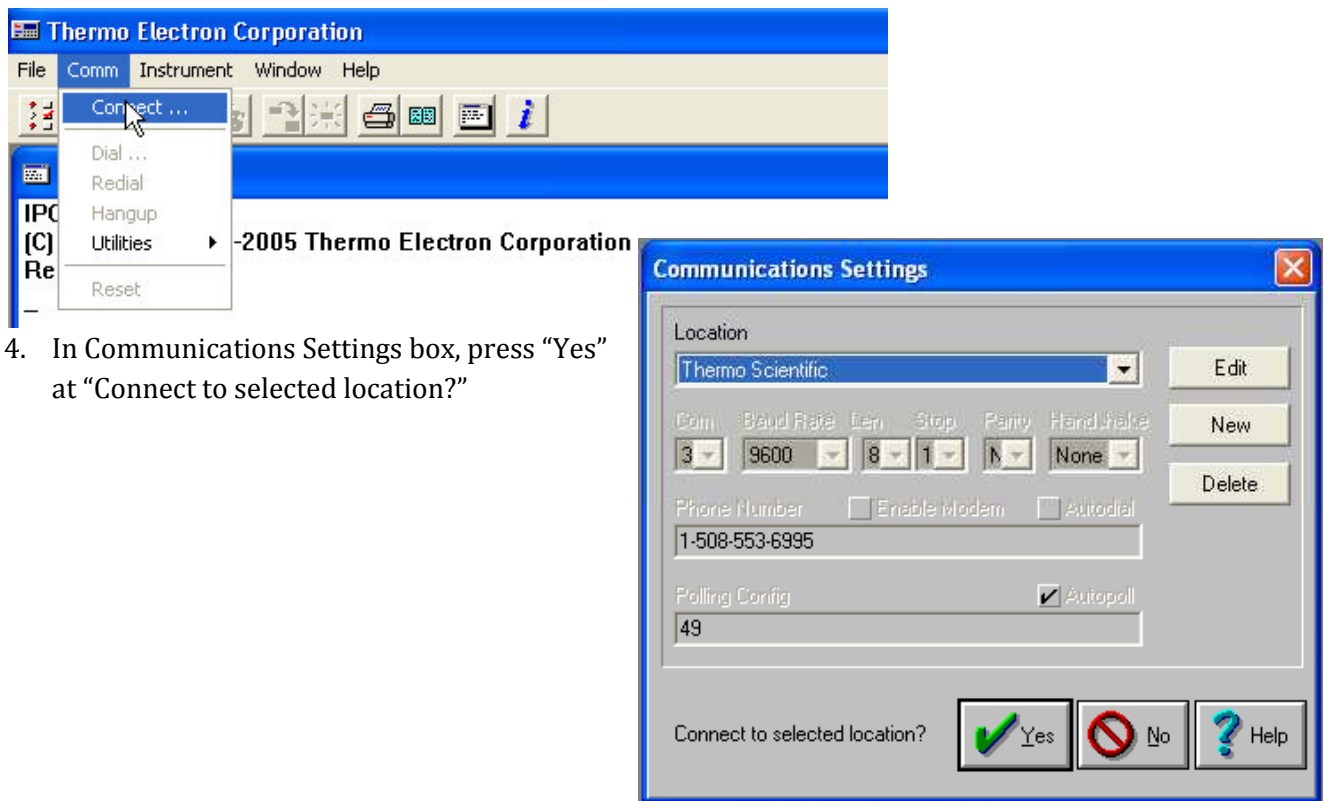 Thermo Electron Corporation
File Comm Instrument Window Help
Connect ...
Dial ...
Redial
Hangup
Utilities
Reset
IPC
(C) -2005 Thermo Electron Corporation
Re
4. In Communications Settings box, press “Yes”
at “Connect to selected location?”
Communications Settings
Location
Thermo Scientific
Edit
Com Baud Rate Len Stop Parity Handshake
New
3 9600 8 1 N None
Delete
Phone Number Enable Modem Autodial
1-508-553-6995
Polling Config Autopoll
49
Connect to selected location? Yes No Help